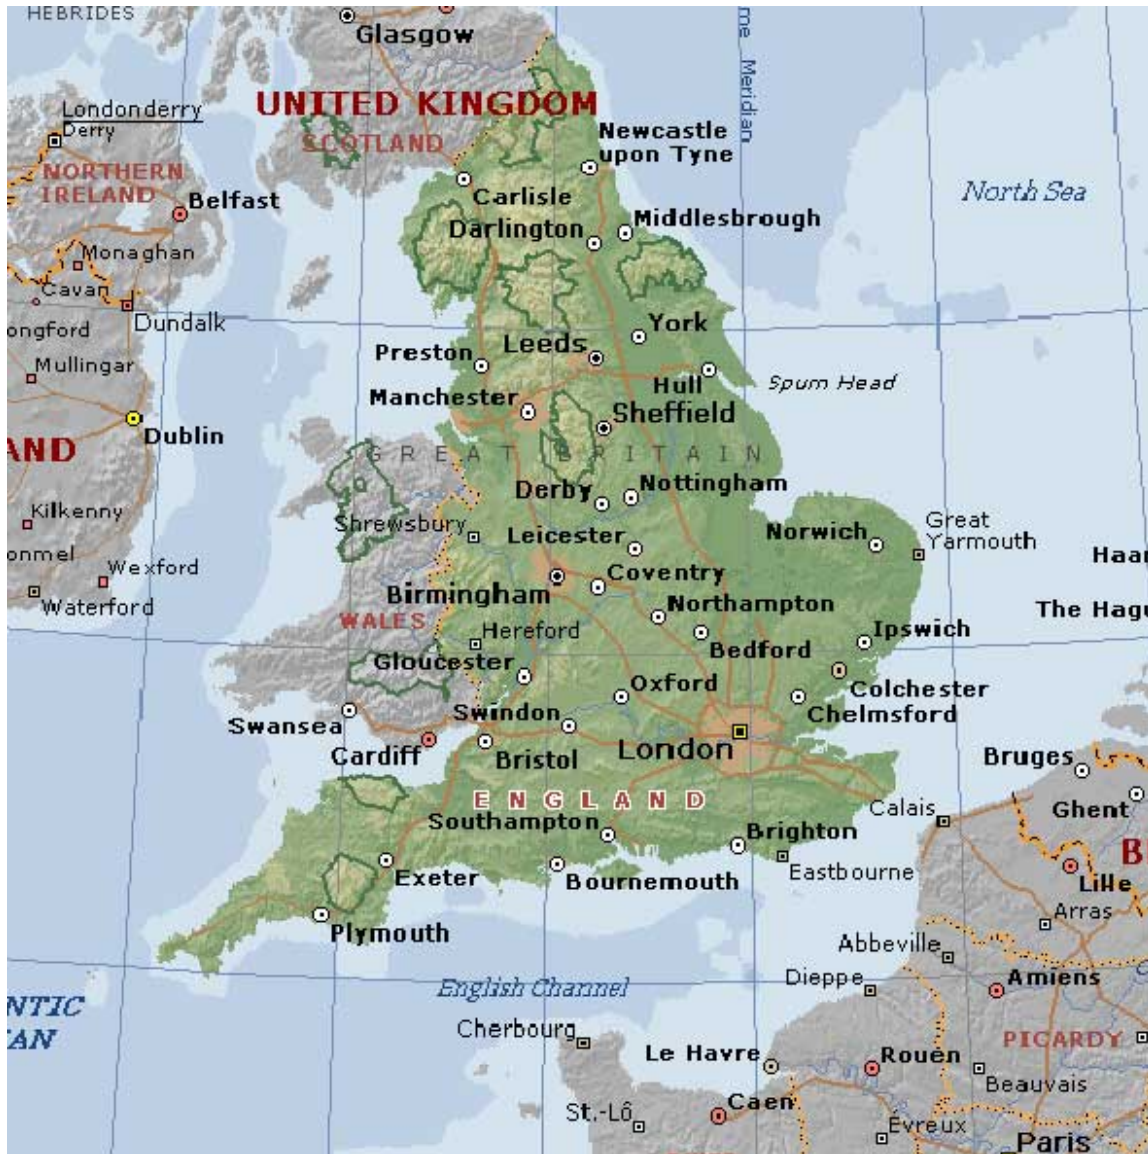 HEBRIDES
Glasgow
me Meridian
UNITED KINGDOM
Londonderry
Derry
SCOTLAND
Newcastle
upon Tyne
NORTHERN
IRELAND
Belfast
Carlisle
North Sea
Darlington
Middlesbrough
Monaghan
Cavan
Dundalk
ongford
York
Leeds
Preston
Mullingar
Hull
Spurn Head
Manchester
Sheffield
Dublin
AND
GREAT BRITAIN
Derby
Nottingham
Kilkenny
Shrewsbury
Leicester
Norwich
Great
Yarmouth
onmel
Haar
Wexford
Coventry
Birmingham
Waterford
Northampton
The Hagu
WALES
Hereford
Ipswich
Bedford
Gloucester
Oxford
Colchester
Chelmsford
Swansea
Swindon
Cardiff
Bristol
London
Bruges
ENGLAND
Calais
Ghent
Southampton
Brighton
BE
Eastbourne
Exeter
Bournemouth
Lille
Arras
Plymouth
Abbeville
Dieppe
Amiens
English Channel
NTIC
AN
Cherbourg
PICARDY
Le Havre
Rouen
Beauvais
St.-Lô
Caen
Evreux
Paris